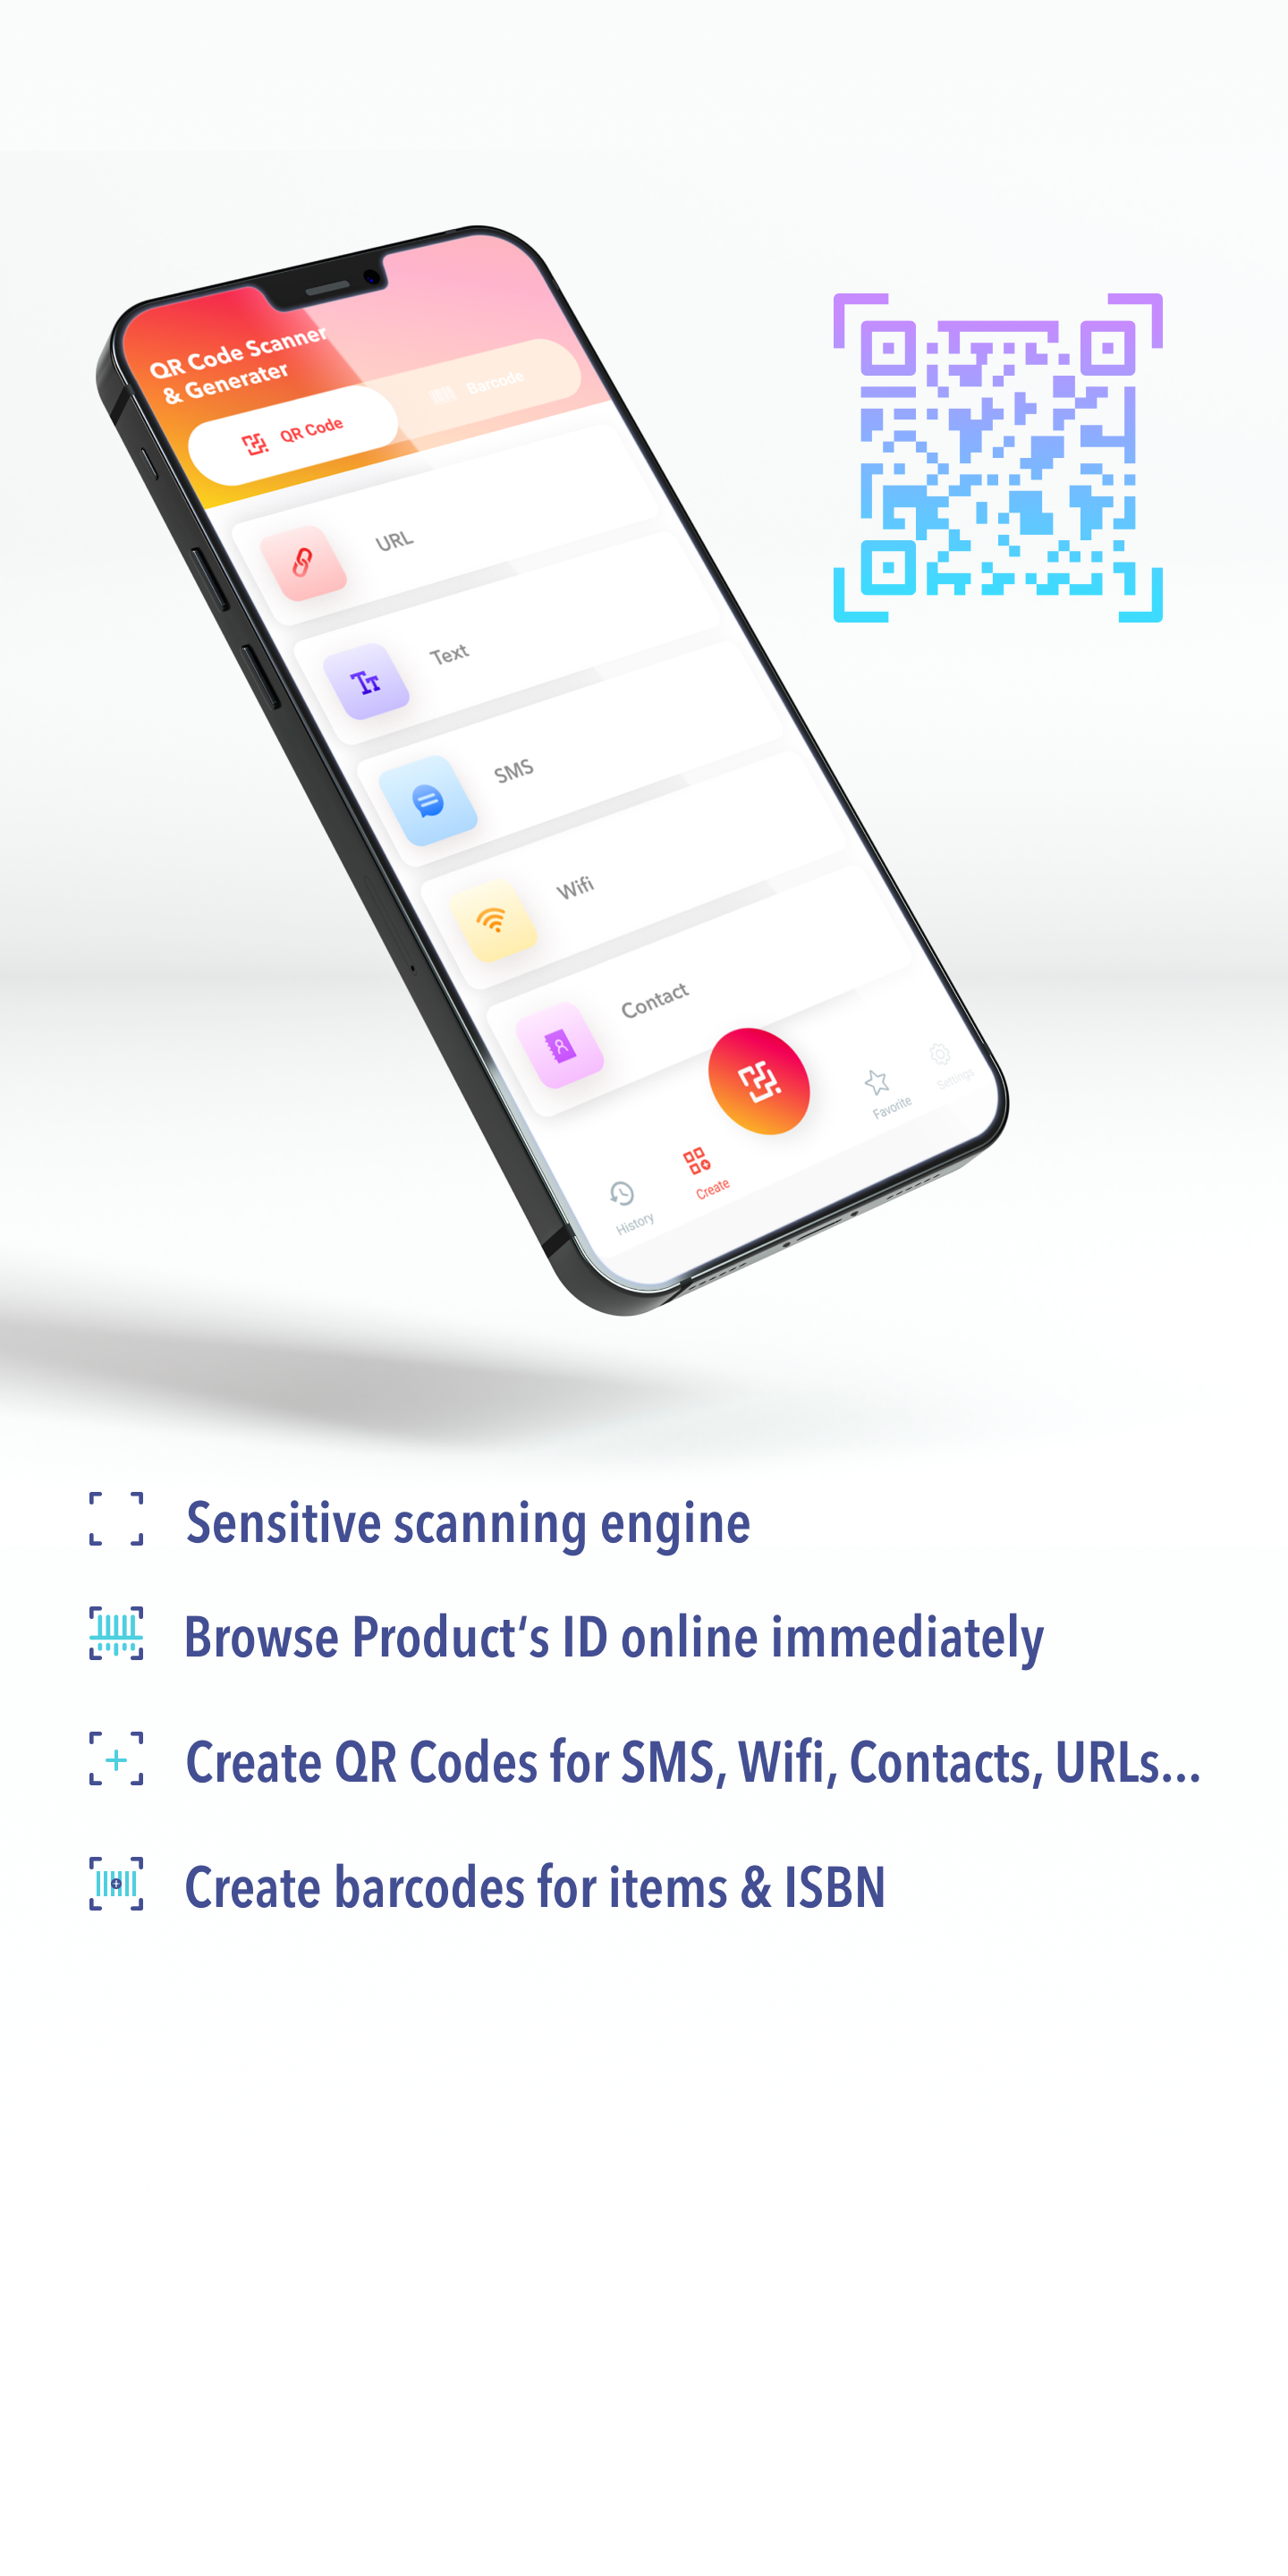 QR Code Scanner
& Generater
QR Code
Barcode
URL
Text
SMS
Wifi
Contact
History
Create
Favorite
Settings
Sensitive scanning engine
Browse Product‘s ID online immediately
Create QR Codes for SMS, Wifi, Contacts, URLs...
Create barcodes for items & ISBN